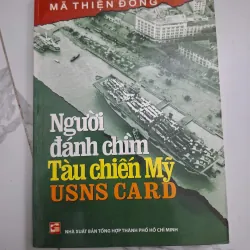 MÃ THIỆN ĐỒNG
Người
đánh chìm
Tàu chiến Mỹ
USNS CARD
NHÀ XUẤT BẢN TỔNG HỢP THÀNH PHỐ HỒ CHÍ MINH